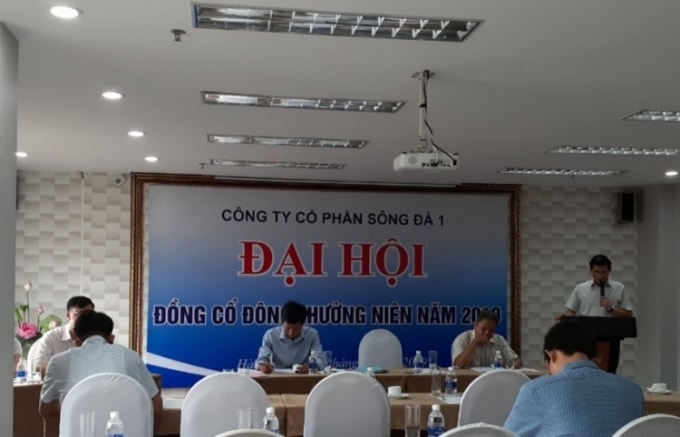 CÔNG TY CỔ PHẦN SÔNG ĐÀ 1
ĐẠI HỘI
ĐỒNG CỔ ĐÔNG THƯỜNG NIÊN NĂM 2019